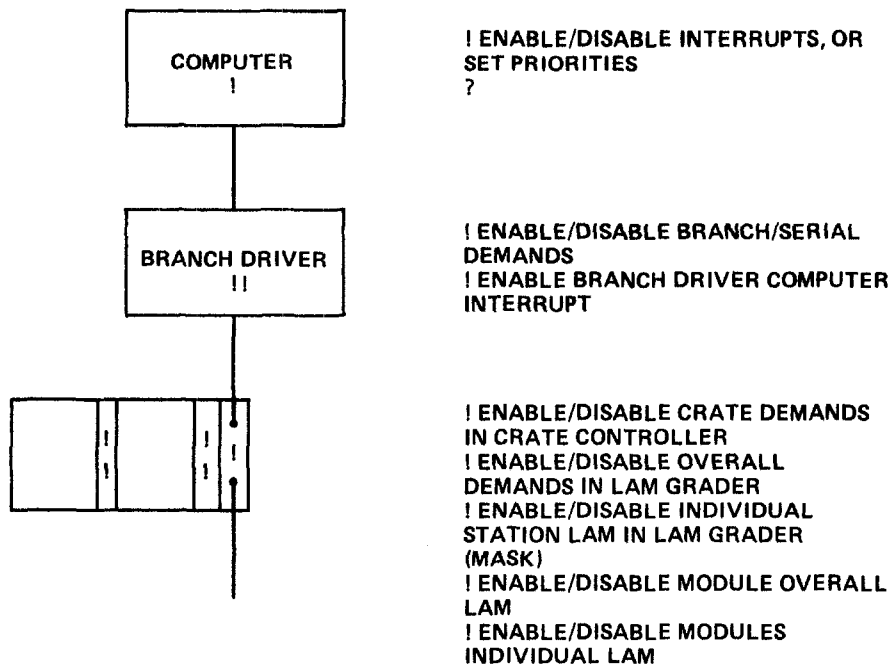 COMPUTER
!
! ENABLE/DISABLE INTERRUPTS, OR
SET PRIORITIES
?
BRANCH DRIVER
!!
! ENABLE/DISABLE BRANCH/SERIAL
DEMANDS
! ENABLE BRANCH DRIVER COMPUTER
INTERRUPT
! ! !
! !
! ENABLE/DISABLE CRATE DEMANDS
IN CRATE CONTROLLER
! ENABLE/DISABLE OVERALL
DEMANDS IN LAM GRADER
! ENABLE/DISABLE INDIVIDUAL
STATION LAM IN LAM GRADER
(MASK)
! ENABLE/DISABLE MODULE OVERALL
LAM
! ENABLE/DISABLE MODULES
INDIVIDUAL LAM